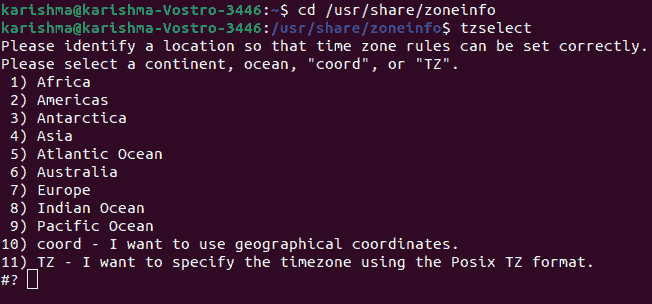 karishma@karishma-Vostro-3446:~$ cd /usr/share/zoneinfo
karishma@karishma-Vostro-3446:/usr/share/zoneinfo$ tzselect
Please identify a location so that time zone rules can be set correctly.
Please select a continent, ocean, "coord", or "TZ".
 1) Africa
 2) Americas
 3) Antarctica
 4) Asia
 5) Atlantic Ocean
 6) Australia
 7) Europe
 8) Indian Ocean
 9) Pacific Ocean
10) coord - I want to use geographical coordinates.
11) TZ - I want to specify the timezone using the Posix TZ format.
#?